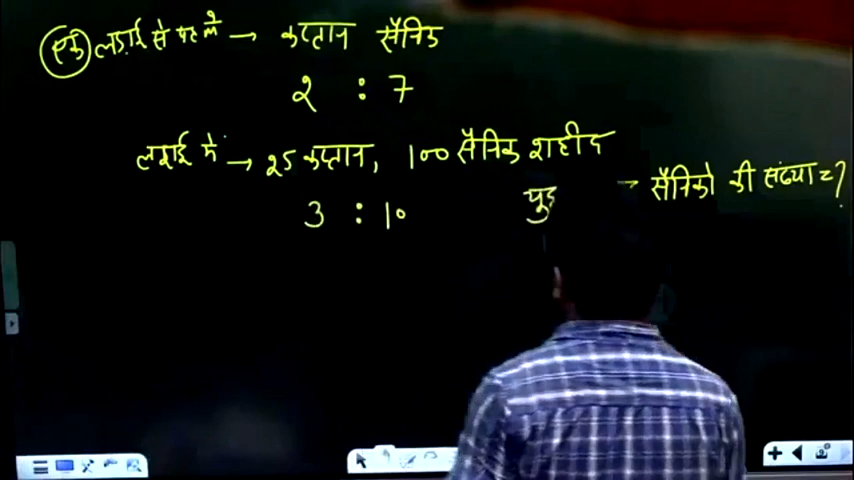 एक लड़ाई से पहले → कप्तान सैनिक
2 : 7
लड़ाई में → 25 कप्तान, 100 सैनिक शहीद
3 : 10
→ सैनिको की संख्या = ?